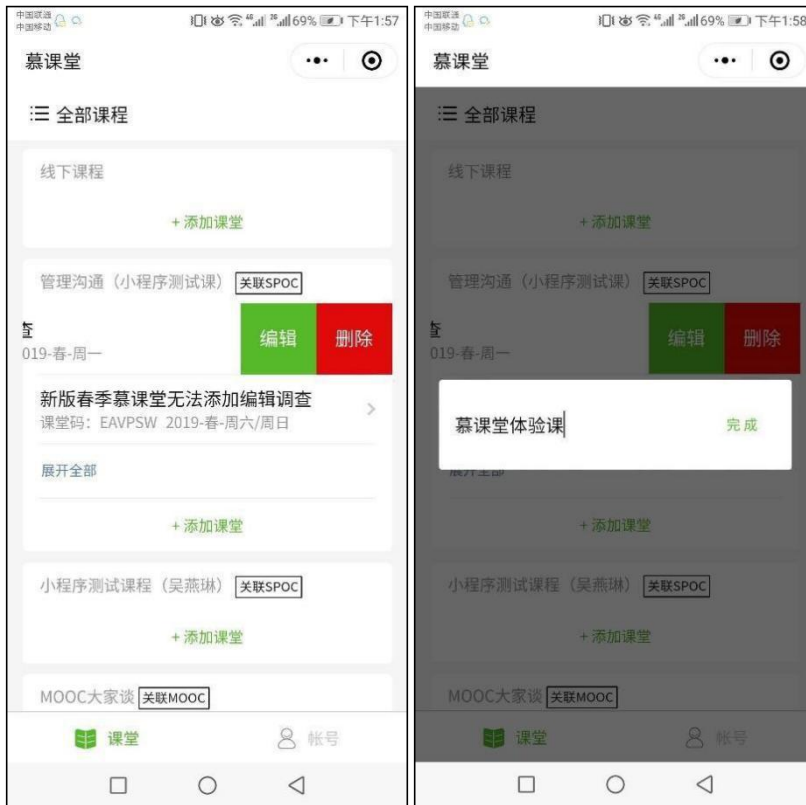 中国联通
中国移动
46 26 69% 下午1:57
慕课堂
全部课程
线下课程
+ 添加课堂
管理沟通（小程序测试课） 关联SPOC
查
019-春-周一
编辑 删除
新版春季慕课堂无法添加编辑调查
课堂码：EAVPSW 2019-春-周六/周日
展开全部
+ 添加课堂
小程序测试课程（吴燕琳） 关联SPOC
+ 添加课堂
MOOC大家谈 关联MOOC
课堂 帐号
中国联通
中国移动
46 26 69% 下午1:58
慕课堂
全部课程
线下课程
+ 添加课堂
管理沟通（小程序测试课） 关联SPOC
查
019-春-周一
编辑 删除
慕课堂体验课 完成
展开全部
+ 添加课堂
小程序测试课程（吴燕琳） 关联SPOC
+ 添加课堂
MOOC大家谈 关联MOOC
课堂 帐号